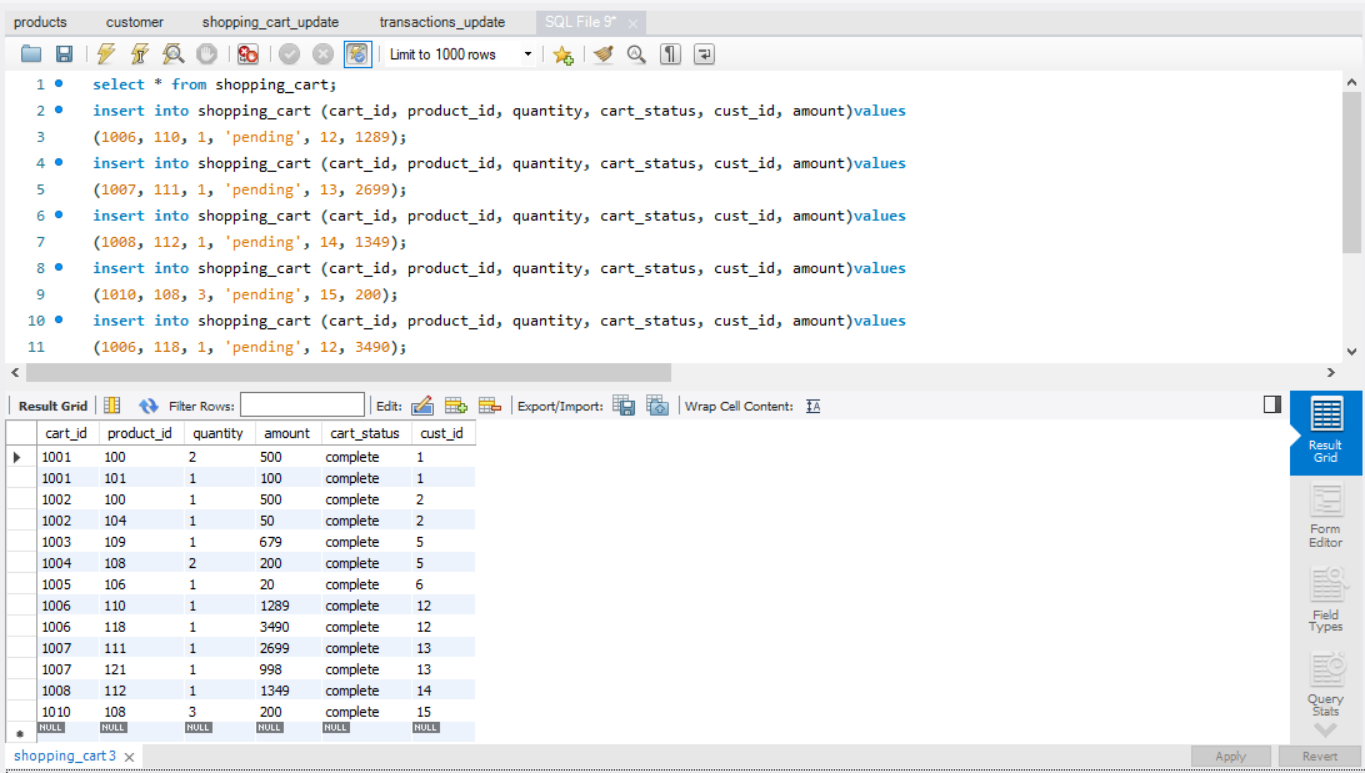 products customer shopping_cart_update transactions_update SQL File 9*
Limit to 1000 rows
1 select * from shopping_cart;
2 insert into shopping_cart (cart_id, product_id, quantity, cart_status, cust_id, amount)values
3 (1006, 110, 1, 'pending', 12, 1289);
4 insert into shopping_cart (cart_id, product_id, quantity, cart_status, cust_id, amount)values
5 (1007, 111, 1, 'pending', 13, 2699);
6 insert into shopping_cart (cart_id, product_id, quantity, cart_status, cust_id, amount)values
7 (1008, 112, 1, 'pending', 14, 1349);
8 insert into shopping_cart (cart_id, product_id, quantity, cart_status, cust_id, amount)values
9 (1010, 108, 3, 'pending', 15, 200);
10 insert into shopping_cart (cart_id, product_id, quantity, cart_status, cust_id, amount)values
11 (1006, 118, 1, 'pending', 12, 3490);
Result Grid Filter Rows: Edit: Export/Import: Wrap Cell Content: IA
cart_id product_id quantity amount cart_status cust_id
1001 100 2 500 complete 1
1001 101 1 100 complete 1
1002 100 1 500 complete 2
1002 104 1 50 complete 2
1003 109 1 679 complete 5
1004 108 2 200 complete 5
1005 106 1 20 complete 6
1006 110 1 1289 complete 12
1006 118 1 3490 complete 12
1007 111 1 2699 complete 13
1007 121 1 998 complete 13
1008 112 1 1349 complete 14
1010 108 3 200 complete 15
NULL NULL NULL NULL NULL NULL
Result
Grid
Form
Editor
Field
Types
Query
Stats
shopping_cart 3
Apply Revert